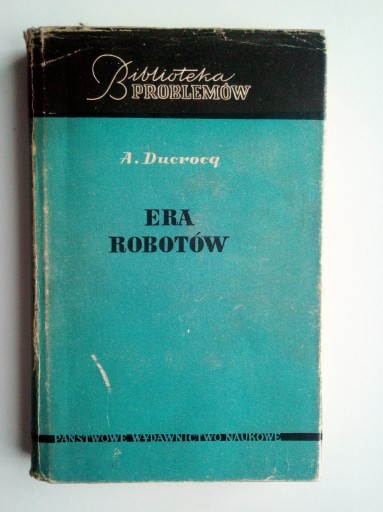 Biblioteka
PROBLEMÓW
A. Ducrocq
ERA
ROBOTÓW
PAŃSTWOWE WYDAWNICTWO NAUKOWE